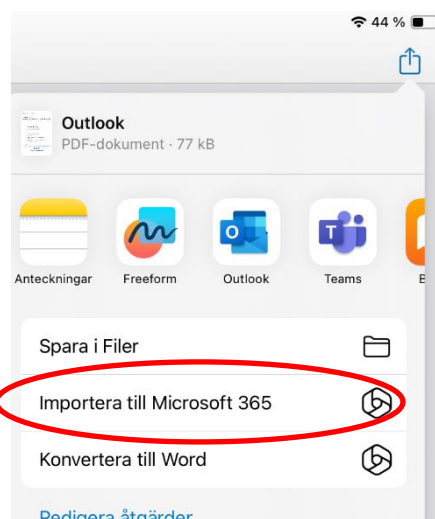 44 %
Outlook
PDF-dokument · 77 kB
Anteckningar Freeform Outlook Teams
Spara i Filer
Importera till Microsoft 365
Konvertera till Word
Redigera åtgärder